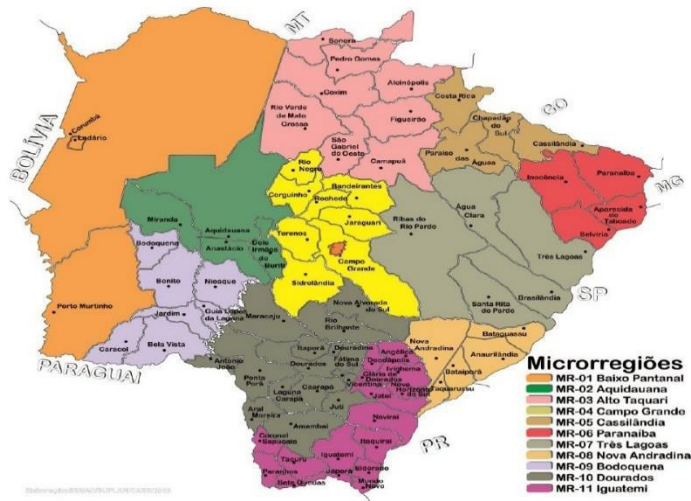 MT
Sonora
Pedro Gomes
Alcinópolis
Coxim
Costa Rica
GO
Rio Verde
de Mato
Grosso
Figueirão
Chapadão
do Sul
BOLÍVIA
Corumbá
Ladário
São
Gabriel
do Oeste
Camapuã
Paraíso
das
Águas
Cassilândia
Rio
Negro
Inocência
Paranaíba
MG
Corguinho
Bandeirantes
Rochedo
Aparecida
do
Taboado
Miranda
Jaraguari
Ribas do
Rio Pardo
Água
Clara
Selvíria
Aquidauana
Anastácio
Dois
Irmãos
do
Buriti
Terenos
Bodoquena
Campo
Grande
Três Lagoas
Sidrolândia
Bonito
Nioaque
Brasilândia
SP
Porto Murtinho
Jardim
Guia Lopes
da Laguna
Maracaju
Nova Alvorada
do Sul
Santa Rita
do Pardo
Rio
Brilhante
Caracol
Bela Vista
Bataguassu
PARAGUAI
Antonio
João
Itaporã
Douradina
Nova
Andradina
Anaurilândia
Dourados
Fátima
do Sul
Angélica
Deodápolis
Ivinhema
Glória de
Dourados
Batayporã
Ponta
Porã
Laguna
Carapã
Caarapó
Vicentina
Novo
Horizonte
do Sul
Taquarussu
Jateí
Juti
Aral
Moreira
Amambai
Naviraí
PR
Coronel
Sapucaia
Itaquiraí
Tacuru
Iguatemi
Paranhos
Japorã
Eldorado
Sete Quedas
Mundo
Novo
Microrregiões
MR-01 Baixo Pantanal
MR-02 Aquidauana
MR-03 Alto Taquari
MR-04 Campo Grande
MR-05 Cassilândia
MR-06 Paranaíba
MR-07 Três Lagoas
MR-08 Nova Andradina
MR-09 Bodoquena
MR-10 Dourados
MR-11 Iguatemi